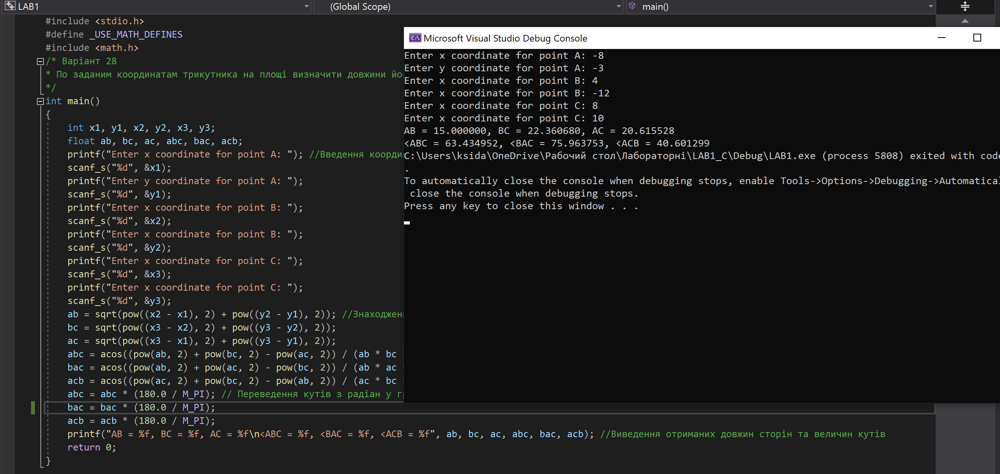 LAB1 (Global Scope) main()
#include <stdio.h>
#define _USE_MATH_DEFINES
#include <math.h>
/* Варіант 28
* По заданим координатам трикутника на площі визначити довжини йо
*/
int main()
{
int x1, y1, x2, y2, x3, y3;
float ab, bc, ac, abc, bac, acb;
printf("Enter x coordinate for point A: "); //Введення коорди
scanf_s("%d", &x1);
printf("Enter y coordinate for point A: ");
scanf_s("%d", &y1);
printf("Enter x coordinate for point B: ");
scanf_s("%d", &x2);
printf("Enter x coordinate for point B: ");
scanf_s("%d", &y2);
printf("Enter x coordinate for point C: ");
scanf_s("%d", &x3);
printf("Enter x coordinate for point C: ");
scanf_s("%d", &y3);
ab = sqrt(pow((x2 - x1), 2) + pow((y2 - y1), 2)); //Знаходжен
bc = sqrt(pow((x3 - x2), 2) + pow((y3 - y2), 2));
ac = sqrt(pow((x3 - x1), 2) + pow((y3 - y1), 2));
abc = acos((pow(ab, 2) + pow(bc, 2) - pow(ac, 2)) / (ab * bc
bac = acos((pow(ab, 2) + pow(ac, 2) - pow(bc, 2)) / (ab * ac
acb = acos((pow(ac, 2) + pow(bc, 2) - pow(ab, 2)) / (ac * bc
abc = abc * (180.0 / M_PI); // Переведення кутів з радіан у г
bac = bac * (180.0 / M_PI);
acb = acb * (180.0 / M_PI);
printf("AB = %f, BC = %f, AC = %f\n<ABC = %f, <BAC = %f, <ACB = %f", ab, bc, ac, abc, bac, acb); //Виведення отриманих довжин сторін та величин кутів
return 0;
}
Microsoft Visual Studio Debug Console
Enter x coordinate for point A: -8
Enter y coordinate for point A: -3
Enter x coordinate for point B: 4
Enter x coordinate for point B: -12
Enter x coordinate for point C: 8
Enter x coordinate for point C: 10
AB = 15.000000, BC = 22.360680, AC = 20.615528
<ABC = 63.434952, <BAC = 75.963753, <ACB = 40.601299
C:\Users\ksida\OneDrive\Рабочий стол\Лабораторні\LAB1_C\Debug\LAB1.exe (process 5808) exited with code
.
To automatically close the console when debugging stops, enable Tools->Options->Debugging->Automatical
close the console when debugging stops.
Press any key to close this window . . .